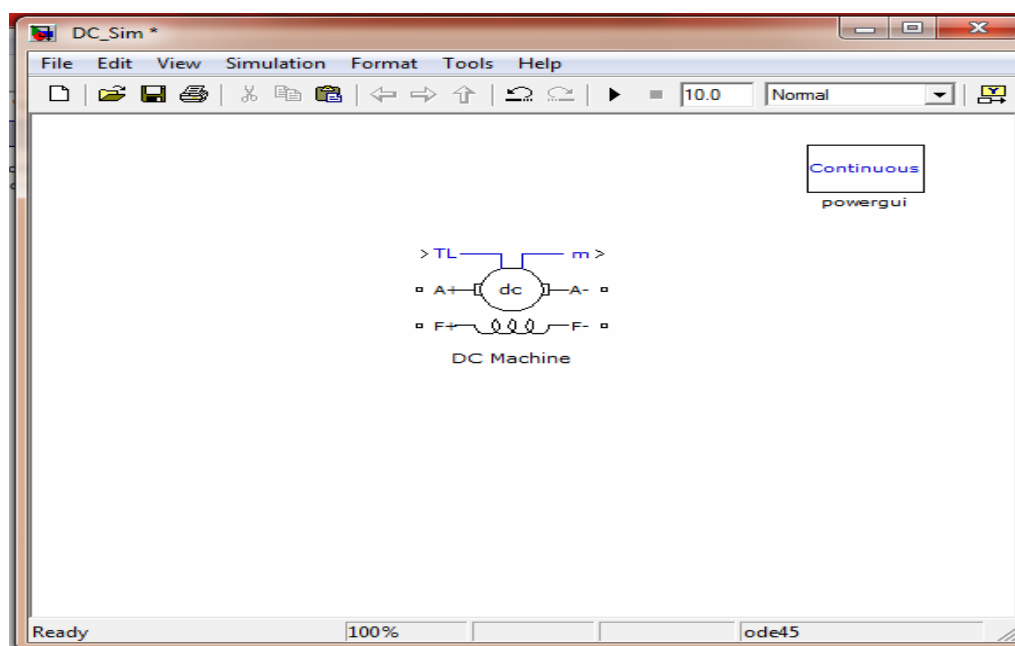 DC_Sim *
File Edit View Simulation Format Tools Help
10.0 Normal
Continuous
powergui
> TL m >
A+ dc A-
F+ F-
DC Machine
Ready 100% ode45